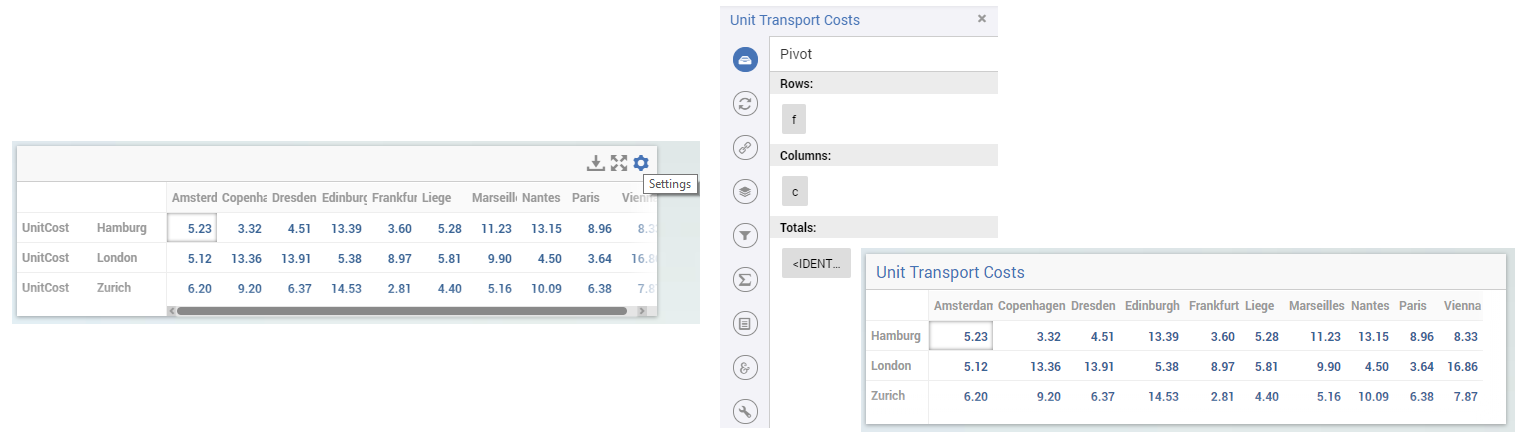 Settings
Amsterd Copenha Dresden Edinburg Frankfur Liege Marseille Nantes Paris Vienna
UnitCost Hamburg 5.23 3.32 4.51 13.39 3.60 5.28 11.23 13.15 8.96 8.3
UnitCost London 5.12 13.36 13.91 5.38 8.97 5.81 9.90 4.50 3.64 16.8
UnitCost Zurich 6.20 9.20 6.37 14.53 2.81 4.40 5.16 10.09 6.38 7.8
Unit Transport Costs ×
Pivot
Rows:
f
Columns:
c
Totals:
<IDENT...
Unit Transport Costs
Amsterdam Copenhagen Dresden Edinburgh Frankfurt Liege Marseilles Nantes Paris Vienna
Hamburg 5.23 3.32 4.51 13.39 3.60 5.28 11.23 13.15 8.96 8.33
London 5.12 13.36 13.91 5.38 8.97 5.81 9.90 4.50 3.64 16.86
Zurich 6.20 9.20 6.37 14.53 2.81 4.40 5.16 10.09 6.38 7.87